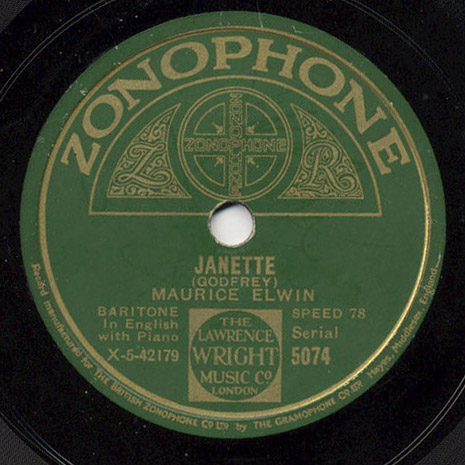 ZONOPHONE
Z R
ZONOPHONE
ZONOPHONE
JANETTE
(GODFREY)
MAURICE ELWIN
BARITONE
In English
with Piano
X-5-42179
THE
LAWRENCE
WRIGHT
MUSIC Co
LONDON
SPEED 78
Serial
5074
Record manufactured for THE BRITISH ZONOPHONE Co LTD by THE GRAMOPHONE Co LTD Hayes, Middlesex, England.